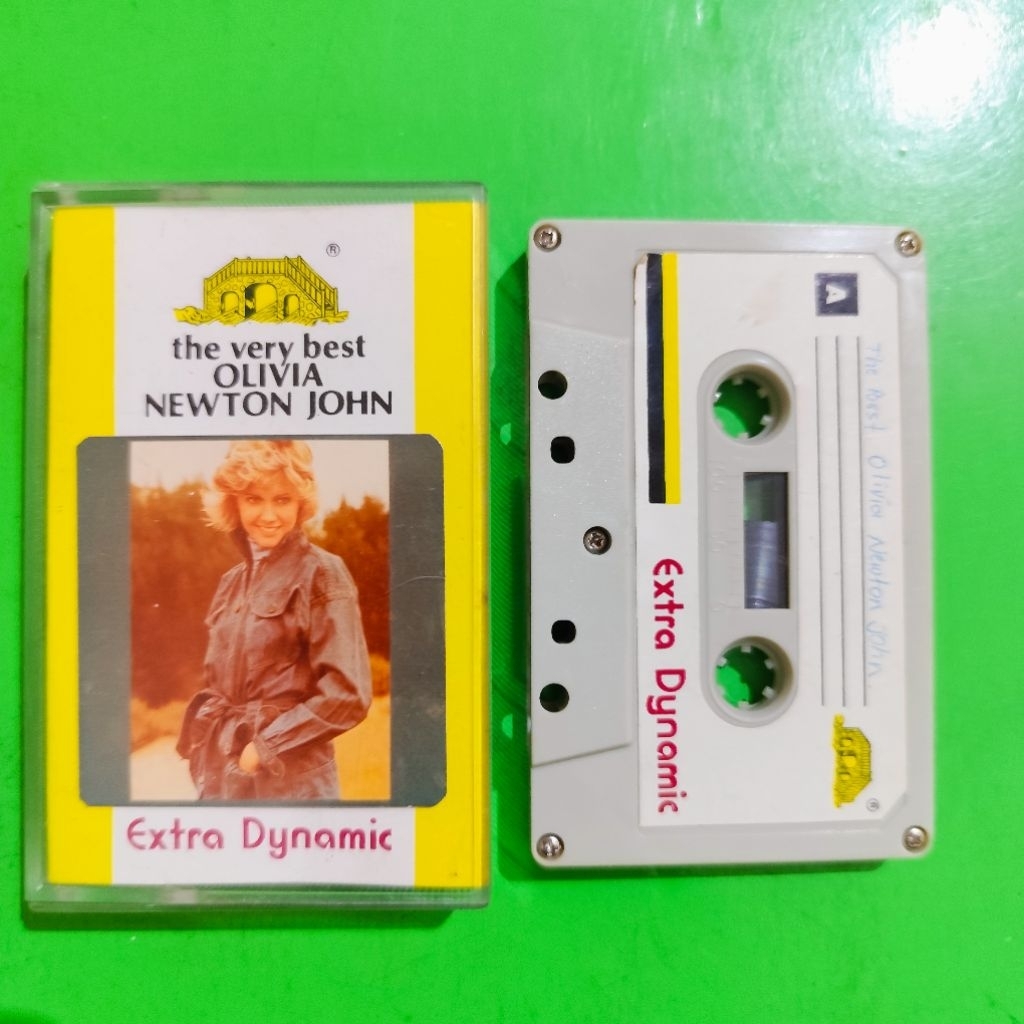 ®
the very best
OLIVIA
NEWTON JOHN
Extra Dynamic
A
The Best Olivia Newton John
Extra Dynamic
®